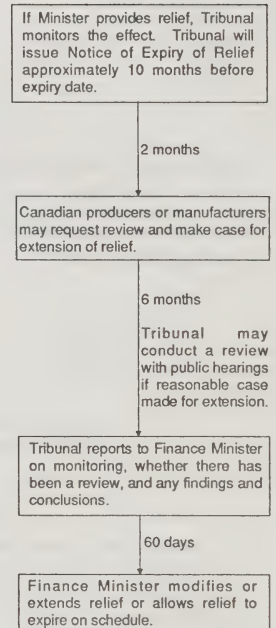 If Minister provides relief, Tribunal
monitors the effect. Tribunal will
issue Notice of Expiry of Relief
approximately 10 months before
expiry date.
2 months
Canadian producers or manufacturers
may request review and make case for
extension of relief.
6 months
Tribunal may
conduct a review
with public hearings
if reasonable case
made for extension.
Tribunal reports to Finance Minister
on monitoring, whether there has
been a review, and any findings and
conclusions.
60 days
Finance Minister modifies or
extends relief or allows relief to
expire on schedule.